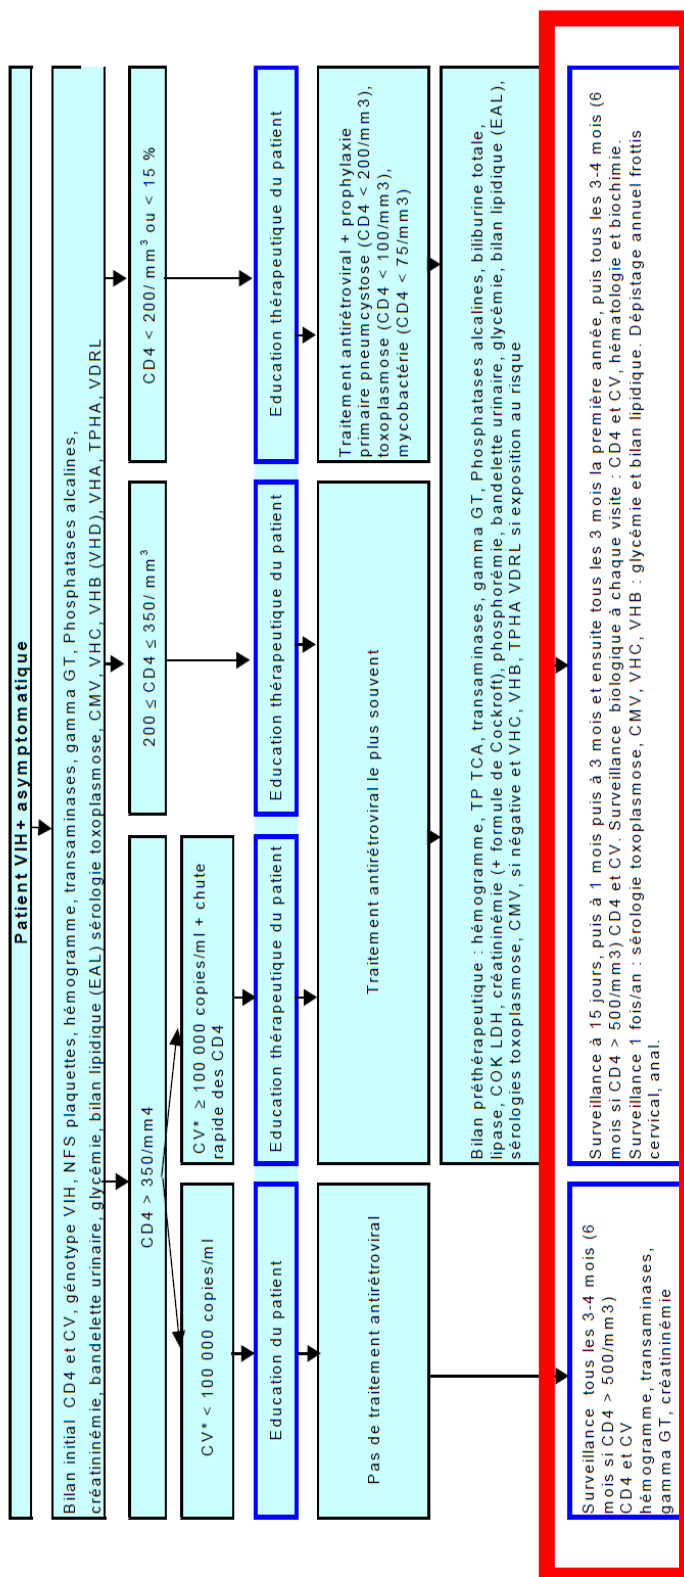 Patient VIH+ asymptomatique
Bilan initial CD4 et CV, génotype VIH, NFS plaquettes, hémogramme, transaminases, gamma GT, Phosphatases alcalines,
créatininémie, bandelette urinaire, glycémie, bilan lipidique (EAL) sérologie toxoplasmose, CMV, VHC, VHB (VHD), VHA, TPHA, VDRL
CD4 > 350/mm4
200 ≤ CD4 ≤ 350/ mm³
CD4 < 200/ mm³ ou < 15 %
CV* < 100 000 copies/ml
CV* ≥ 100 000 copies/ml + chute
rapide des CD4
Education du patient
Education thérapeutique du patient
Education thérapeutique du patient
Education thérapeutique du patient
Pas de traitement antirétroviral
Traitement antirétroviral le plus souvent
Traitement antirétroviral + prophylaxie
primaire pneumcystose (CD4 < 200/mm3),
toxoplasmose (CD4 < 100/mm3),
mycobactérie (CD4 < 75/mm3)
Bilan préthérapeutique : hémogramme, TP TCA, transaminases, gamma GT, Phosphatases alcalines, biliburine totale,
lipase, COK LDH, créatininémie (+ formule de Cockroft), phosphorémie, bandelette urinaire, glycémie, bilan lipidique (EAL),
sérologies toxoplasmose, CMV, si négative et VHC, VHB, TPHA VDRL si exposition au risque
Surveillance tous les 3-4 mois (6
mois si CD4 > 500/mm3)
CD4 et CV
hémogramme, transaminases,
gamma GT, créatininémie
Surveillance à 15 jours, puis à 1 mois puis à 3 mois et ensuite tous les 3 mois la première année, puis tous les 3-4 mois (6
mois si CD4 > 500/mm3) CD4 et CV. Surveillance biologique à chaque visite : CD4 et CV, hématologie et biochimie.
Surveillance 1 fois/an : sérologie toxoplasmose, CMV, VHC, VHB : glycémie et bilan lipidique. Dépistage annuel frottis
cervical, anal.